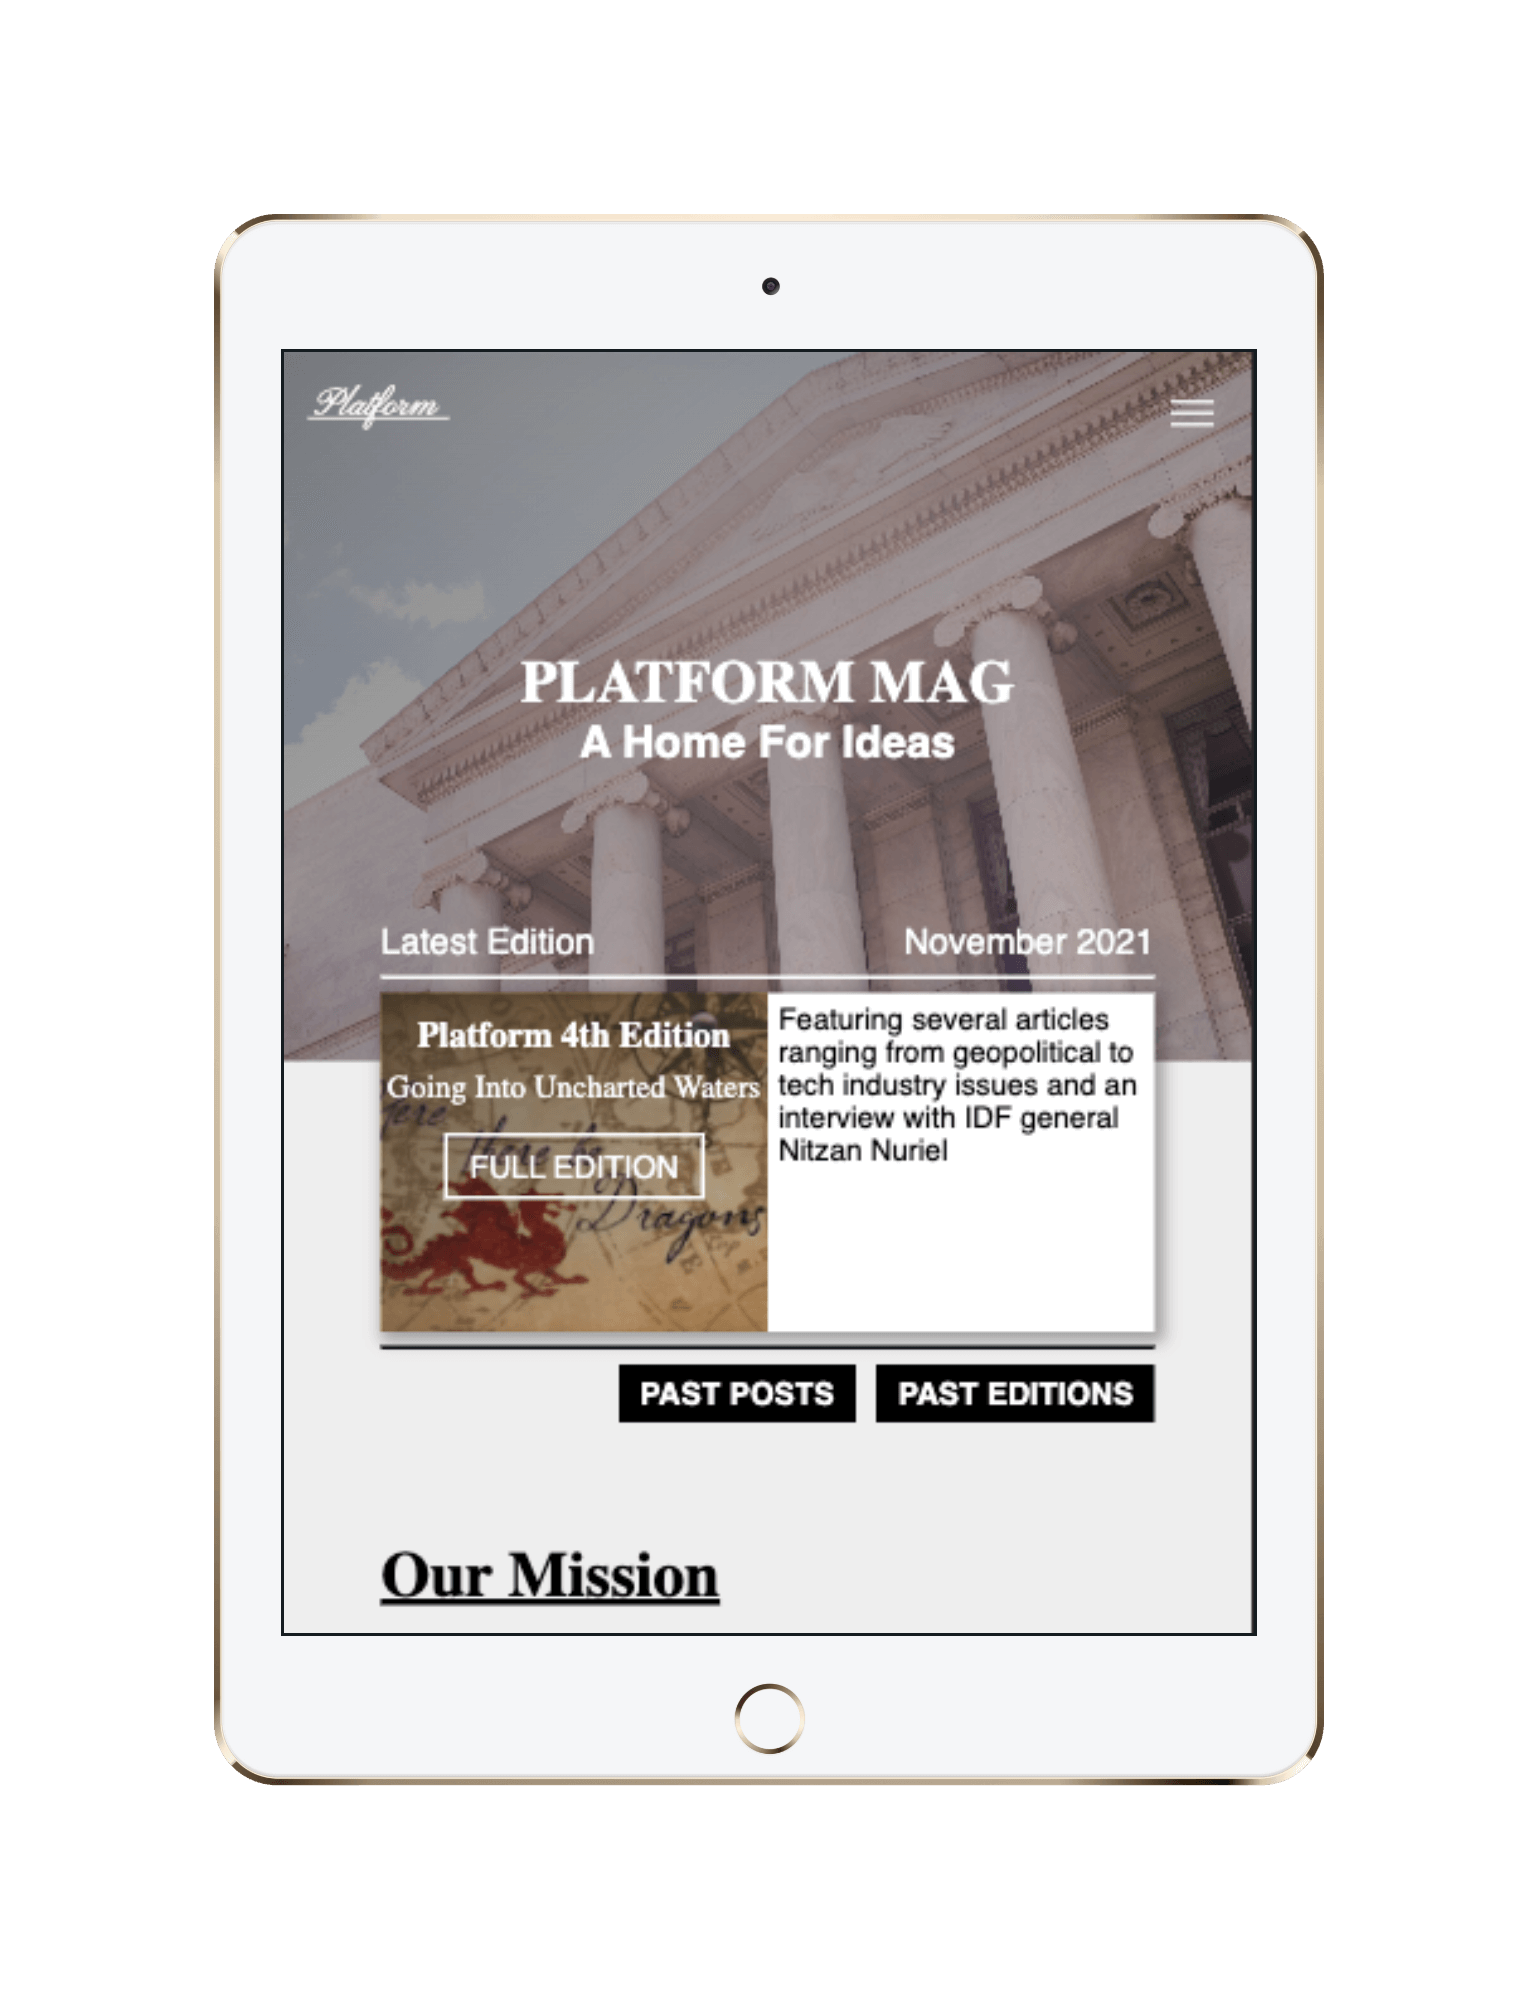 Platform
PLATFORM MAG
A Home For Ideas
Latest Edition
November 2021
Platform 4th Edition
Going Into Uncharted Waters
FULL EDITION
there be
Dragons
Featuring several articles
ranging from geopolitical to
tech industry issues and an
interview with IDF general
Nitzan Nuriel
PAST POSTS
PAST EDITIONS
Our Mission